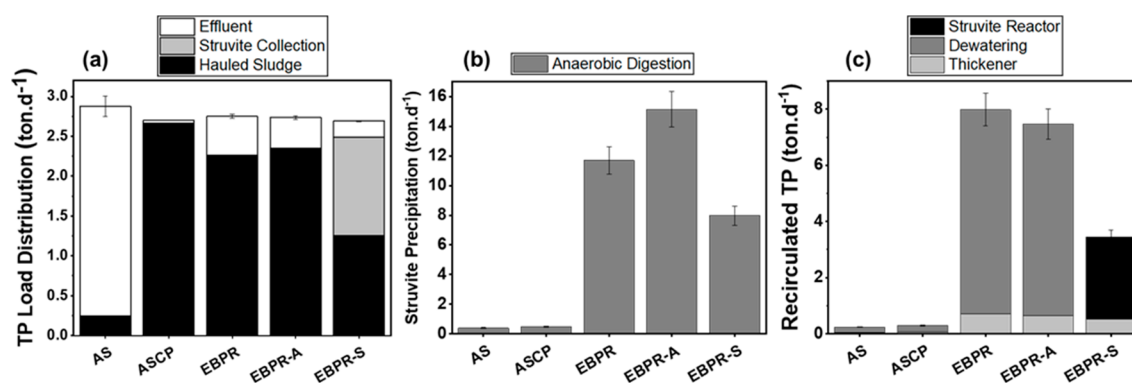 Effluent
Struvite Collection
Hauled Sludge
(a)
TP Load Distribution (ton.d⁻¹)
3.0
2.5
2.0
1.5
1.0
0.5
0.0
AS
ASCP
EBPR
EBPR-A
EBPR-S
Anaerobic Digestion
(b)
Struvite Precipitation (ton.d⁻¹)
16
14
12
10
8
6
4
2
0
AS
ASCP
EBPR
EBPR-A
EBPR-S
Struvite Reactor
Dewatering
Thickener
(c)
Recirculated TP (ton.d⁻¹)
8
6
4
2
0
AS
ASCP
EBPR
EBPR-A
EBPR-S